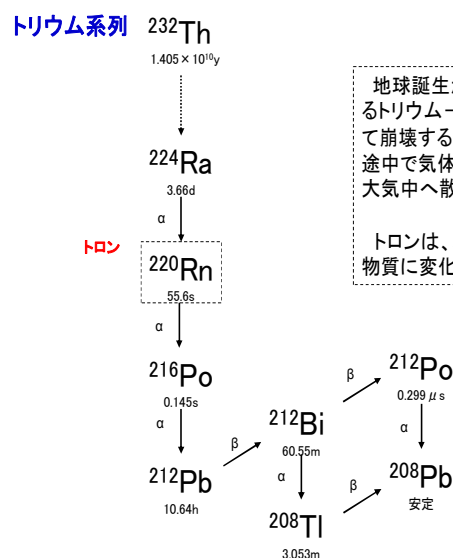 トリウム系列
²³²Th
1.405×10¹⁰y
²²⁴Ra
3.66d
α
トロン
²²⁰Rn
55.6s
α
²¹⁶Po
0.145s
α
²¹²Pb
10.64h
β
²¹²Bi
60.55m
β
²¹²Po
0.299μs
α
α
²⁰⁸Pb
安定
β
²⁰⁸Tl
3.053m
地球誕生
るトリウム
て崩壊する
途中で気体
大気中へ散
トロンは、
物質に変化